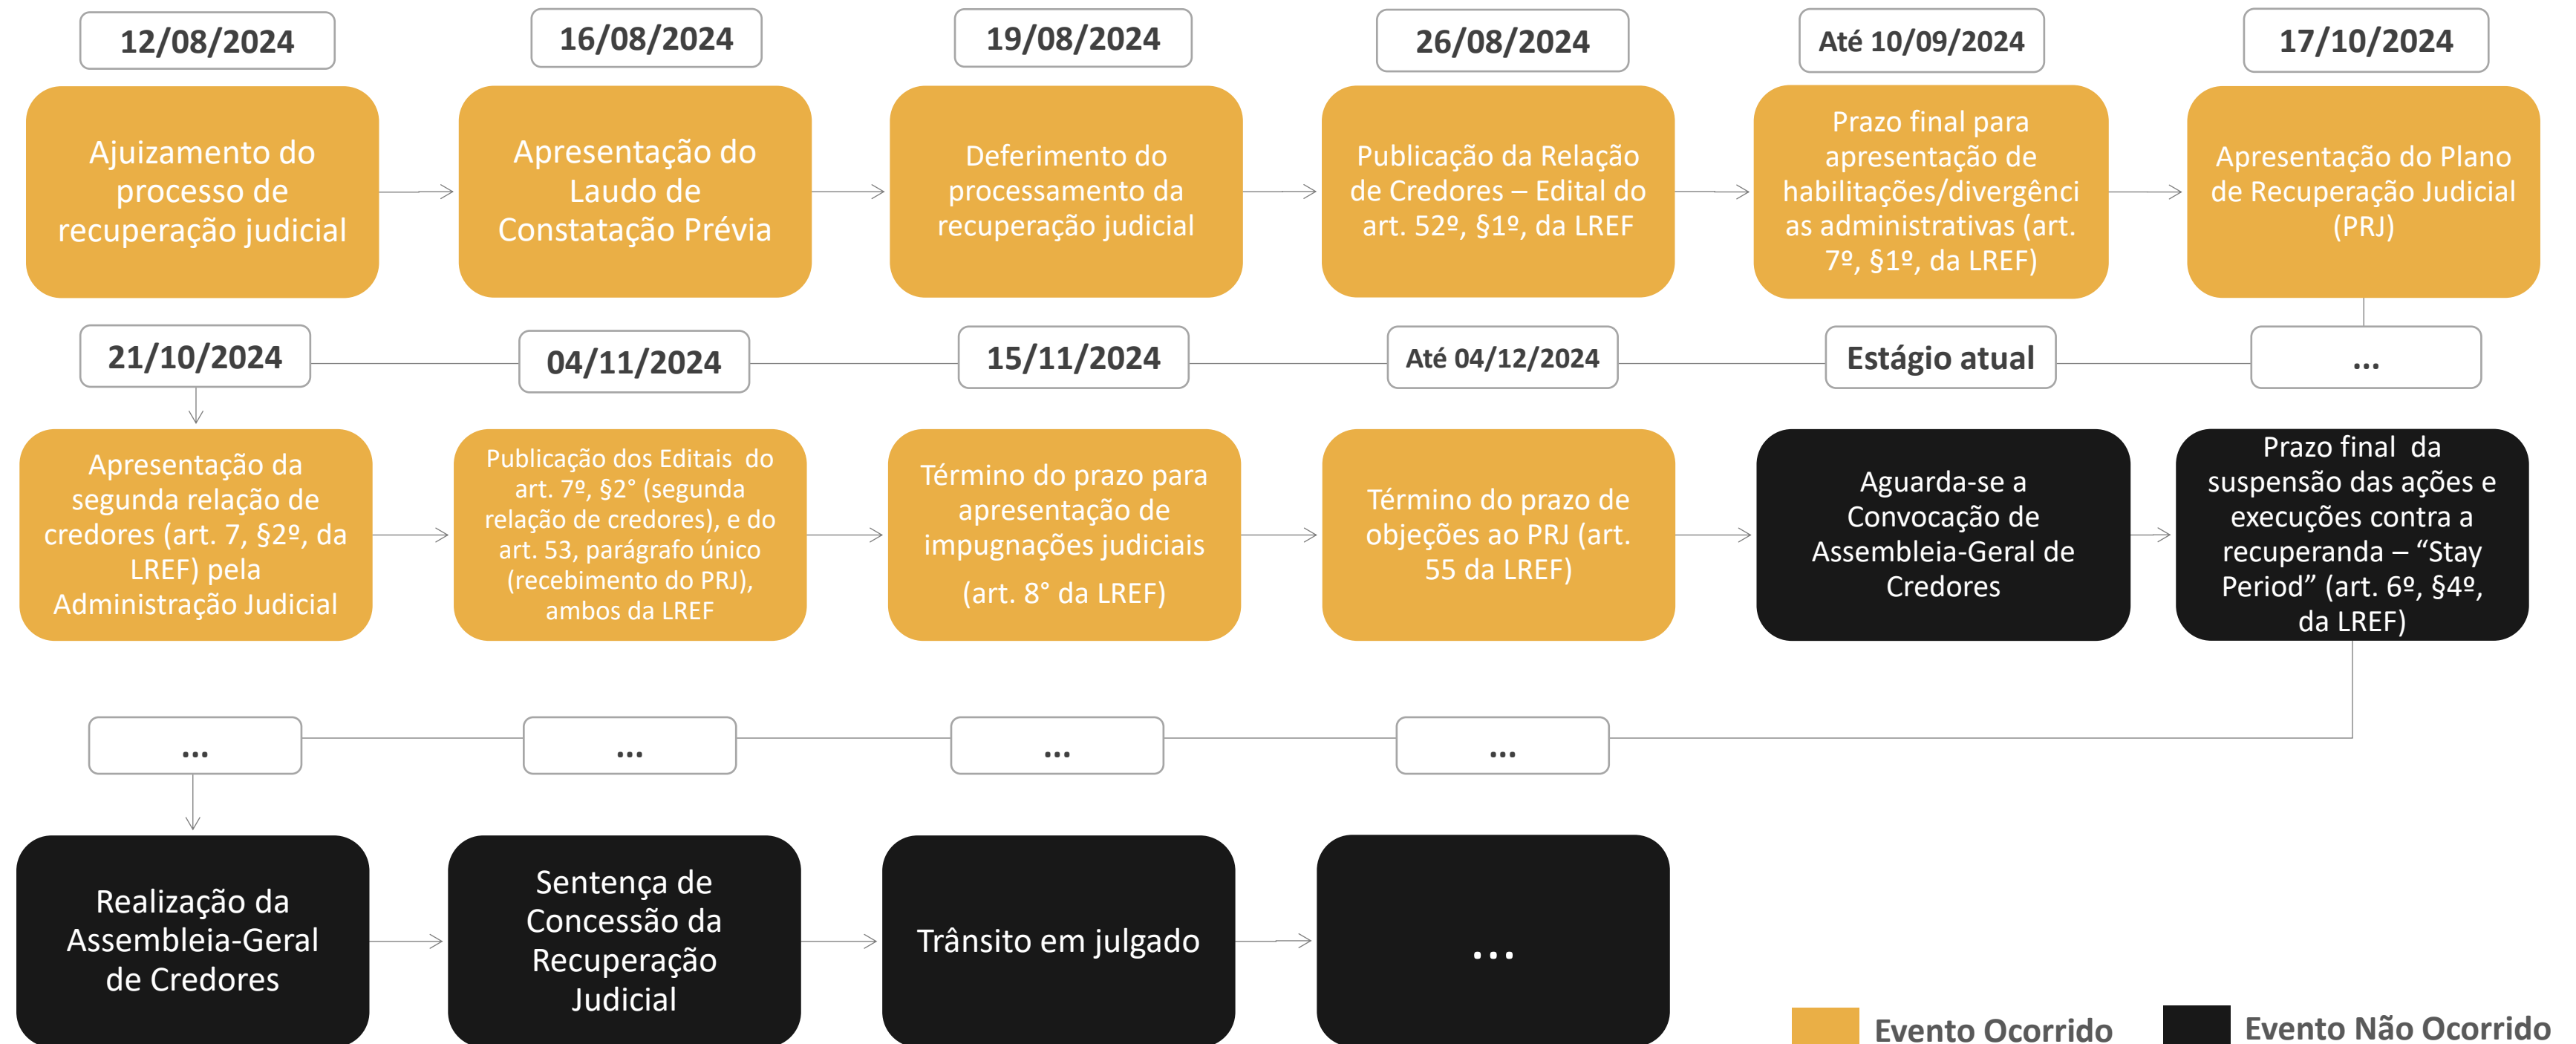 12/08/2024
Ajuizamento do
processo de
recuperação judicial
16/08/2024
Apresentação do
Laudo de
Constatação Prévia
19/08/2024
Deferimento do
processamento da
recuperação judicial
26/08/2024
Publicação da Relação
de Credores – Edital do
art. 52º, §1º, da LREF
Até 10/09/2024
Prazo final para
apresentação de
habilitações/divergênci
as administrativas (art.
7º, §1º, da LREF)
17/10/2024
Apresentação do Plano
de Recuperação Judicial
(PRJ)
21/10/2024
Apresentação da
segunda relação de
credores (art. 7, §2º, da
LREF) pela
Administração Judicial
04/11/2024
Publicação dos Editais do
art. 7º, §2° (segunda
relação de credores), e do
art. 53, parágrafo único
(recebimento do PRJ),
ambos da LREF
15/11/2024
Término do prazo para
apresentação de
impugnações judiciais
(art. 8° da LREF)
Até 04/12/2024
Término do prazo de
objeções ao PRJ (art.
55 da LREF)
Estágio atual
Aguarda-se a
Convocação de
Assembleia-Geral de
Credores
...
Prazo final da
suspensão das ações e
execuções contra a
recuperanda – “Stay
Period” (art. 6º, §4º,
da LREF)
...
Realização da
Assembleia-Geral
de Credores
...
Sentença de
Concessão da
Recuperação
Judicial
...
Trânsito em julgado
...
...
Evento Ocorrido
Evento Não Ocorrido